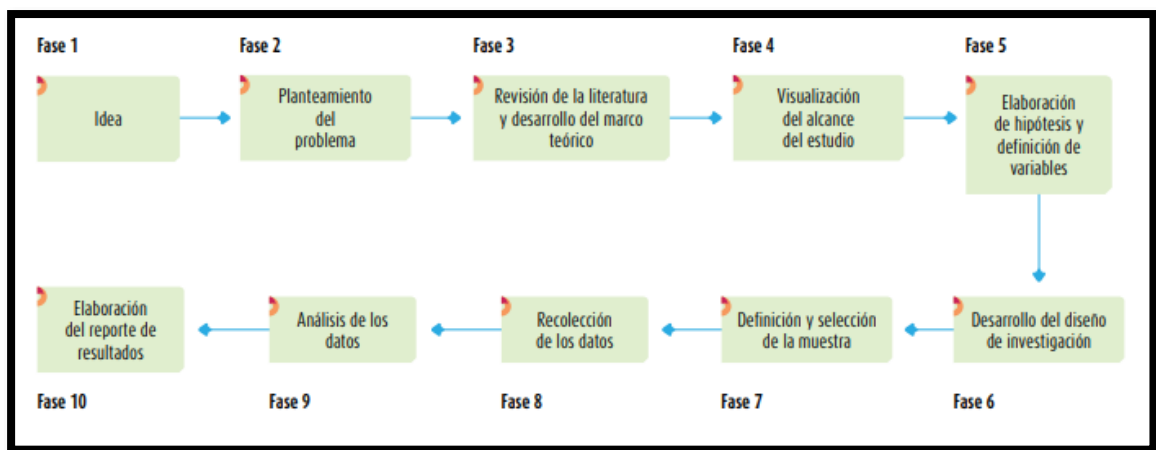 Fase 1
Idea
Fase 2
Planteamiento
del
problema
Fase 3
Revisión de la literatura
y desarrollo del marco
teórico
Fase 4
Visualización
del alcance
del estudio
Fase 5
Elaboración
de hipótesis y
definición de
variables
Desarrollo del diseño
de investigación
Fase 6
Definición y selección
de la muestra
Fase 7
Recolección
de los datos
Fase 8
Análisis de los
datos
Fase 9
Elaboración
del reporte de
resultados
Fase 10